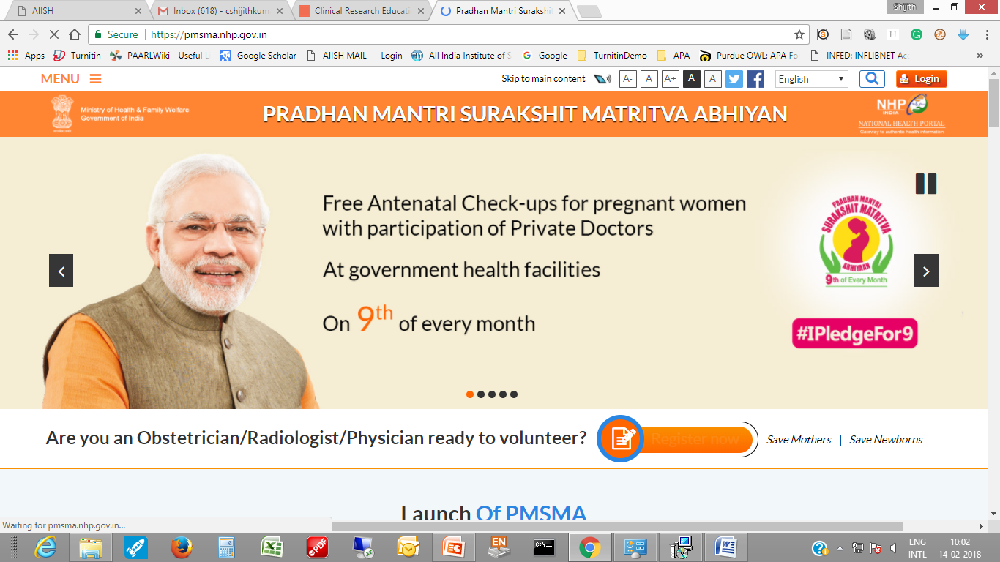 AIISH
Inbox (618) - cshijithkum
Clinical Research Educati
Pradhan Mantri Surakshit
Shijith
Secure
https://pmsma.nhp.gov.in
Apps
Turnitin
PAARLWiki - Useful L
Google Scholar
AIISH MAIL - - Login
All India Institute of S
Google
TurnitinDemo
APA
Purdue OWL: APA Fo
INFED: INFLIBNET Acc
»
MENU
Skip to main content
A-
A
A+
A
A
English
Login
Ministry of Health & Family Welfare
Government of India
PRADHAN MANTRI SURAKSHIT MATRITVA ABHIYAN
NHP
INDIA
NATIONAL HEALTH PORTAL
Gateway to authentic health information
Free Antenatal Check-ups for pregnant women
with participation of Private Doctors
At government health facilities
On 9th of every month
PRADHAN MANTRI
SURAKSHIT MATRITVA
ABHIYAAN
9th of Every Month
#IPledgeFor9
Are you an Obstetrician/Radiologist/Physician ready to volunteer?
Register now
Save Mothers | Save Newborns
Launch Of PMSMA
Waiting for pmsma.nhp.gov.in...
EN
ENG
INTL
10:02
14-02-2018